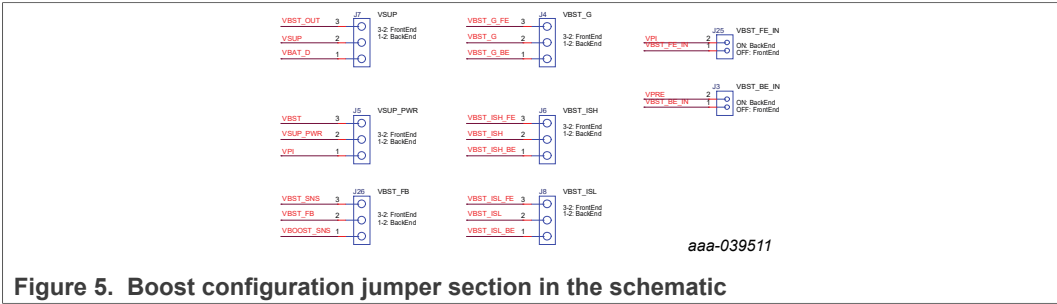 J7 VSUP
VBST_OUT 3
VSUP 2
VBAT_D 1
3-2: FrontEnd
1-2: BackEnd
J4 VBST_G
VBST_G_FE 3
VBST_G 2
VBST_G_BE 1
3-2: FrontEnd
1-2: BackEnd
J25 VBST_FE_IN
VPI 2
VBST_FE_IN 1
ON: BackEnd
OFF: FrontEnd
J3 VBST_BE_IN
VPRE 2
VBST_BE_IN 1
ON: BackEnd
OFF: FrontEnd
J5 VSUP_PWR
VBST 3
VSUP_PWR 2
VPI 1
3-2: FrontEnd
1-2: BackEnd
J6 VBST_ISH
VBST_ISH_FE 3
VBST_ISH 2
VBST_ISH_BE 1
3-2: FrontEnd
1-2: BackEnd
J26 VBST_FB
VBST_SNS 3
VBST_FB 2
VBOOST_SNS 1
3-2: FrontEnd
1-2: BackEnd
J8 VBST_ISL
VBST_ISL_FE 3
VBST_ISL 2
VBST_ISL_BE 1
3-2: FrontEnd
1-2: BackEnd
aaa-039511
Figure 5. Boost configuration jumper section in the schematic